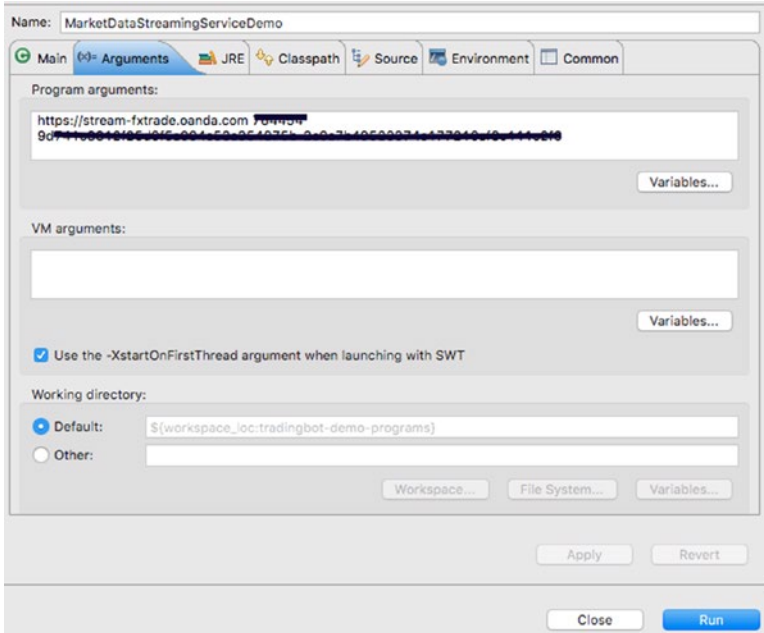 Name: MarketDataStreamingServiceDemo
Main (x)= Arguments JRE Classpath Source Environment Common
Program arguments:
https://stream-fxtrade.oanda.com
Variables...
VM arguments:
Variables...
Use the -XstartOnFirstThread argument when launching with SWT
Working directory:
Default: ${workspace_loc:tradingbot-demo-programs}
Other:
Workspace... File System... Variables...
Apply Revert
Close Run